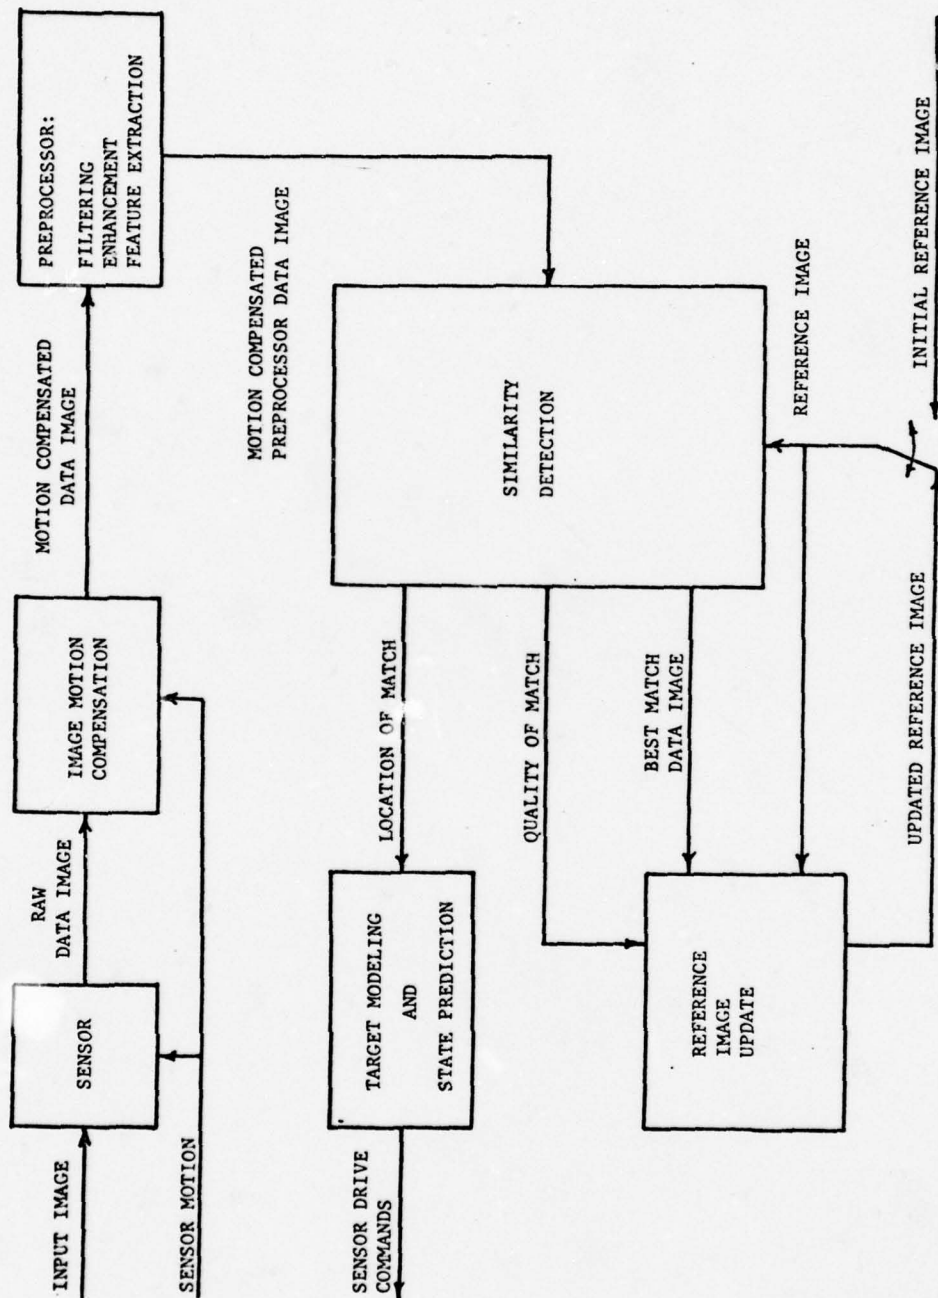 INPUT IMAGE
SENSOR
RAW
DATA IMAGE
IMAGE MOTION
COMPENSATION
MOTION COMPENSATED
DATA IMAGE
PREPROCESSOR:
FILTERING
ENHANCEMENT
FEATURE EXTRACTION
SENSOR MOTION
MOTION COMPENSATED
PREPROCESSOR DATA IMAGE
SENSOR DRIVE
COMMANDS
TARGET MODELING
AND
STATE PREDICTION
LOCATION OF MATCH
QUALITY OF MATCH
BEST MATCH
DATA IMAGE
SIMILARITY
DETECTION
REFERENCE
IMAGE
UPDATE
REFERENCE IMAGE
UPDATED REFERENCE IMAGE
INITIAL REFERENCE IMAGE